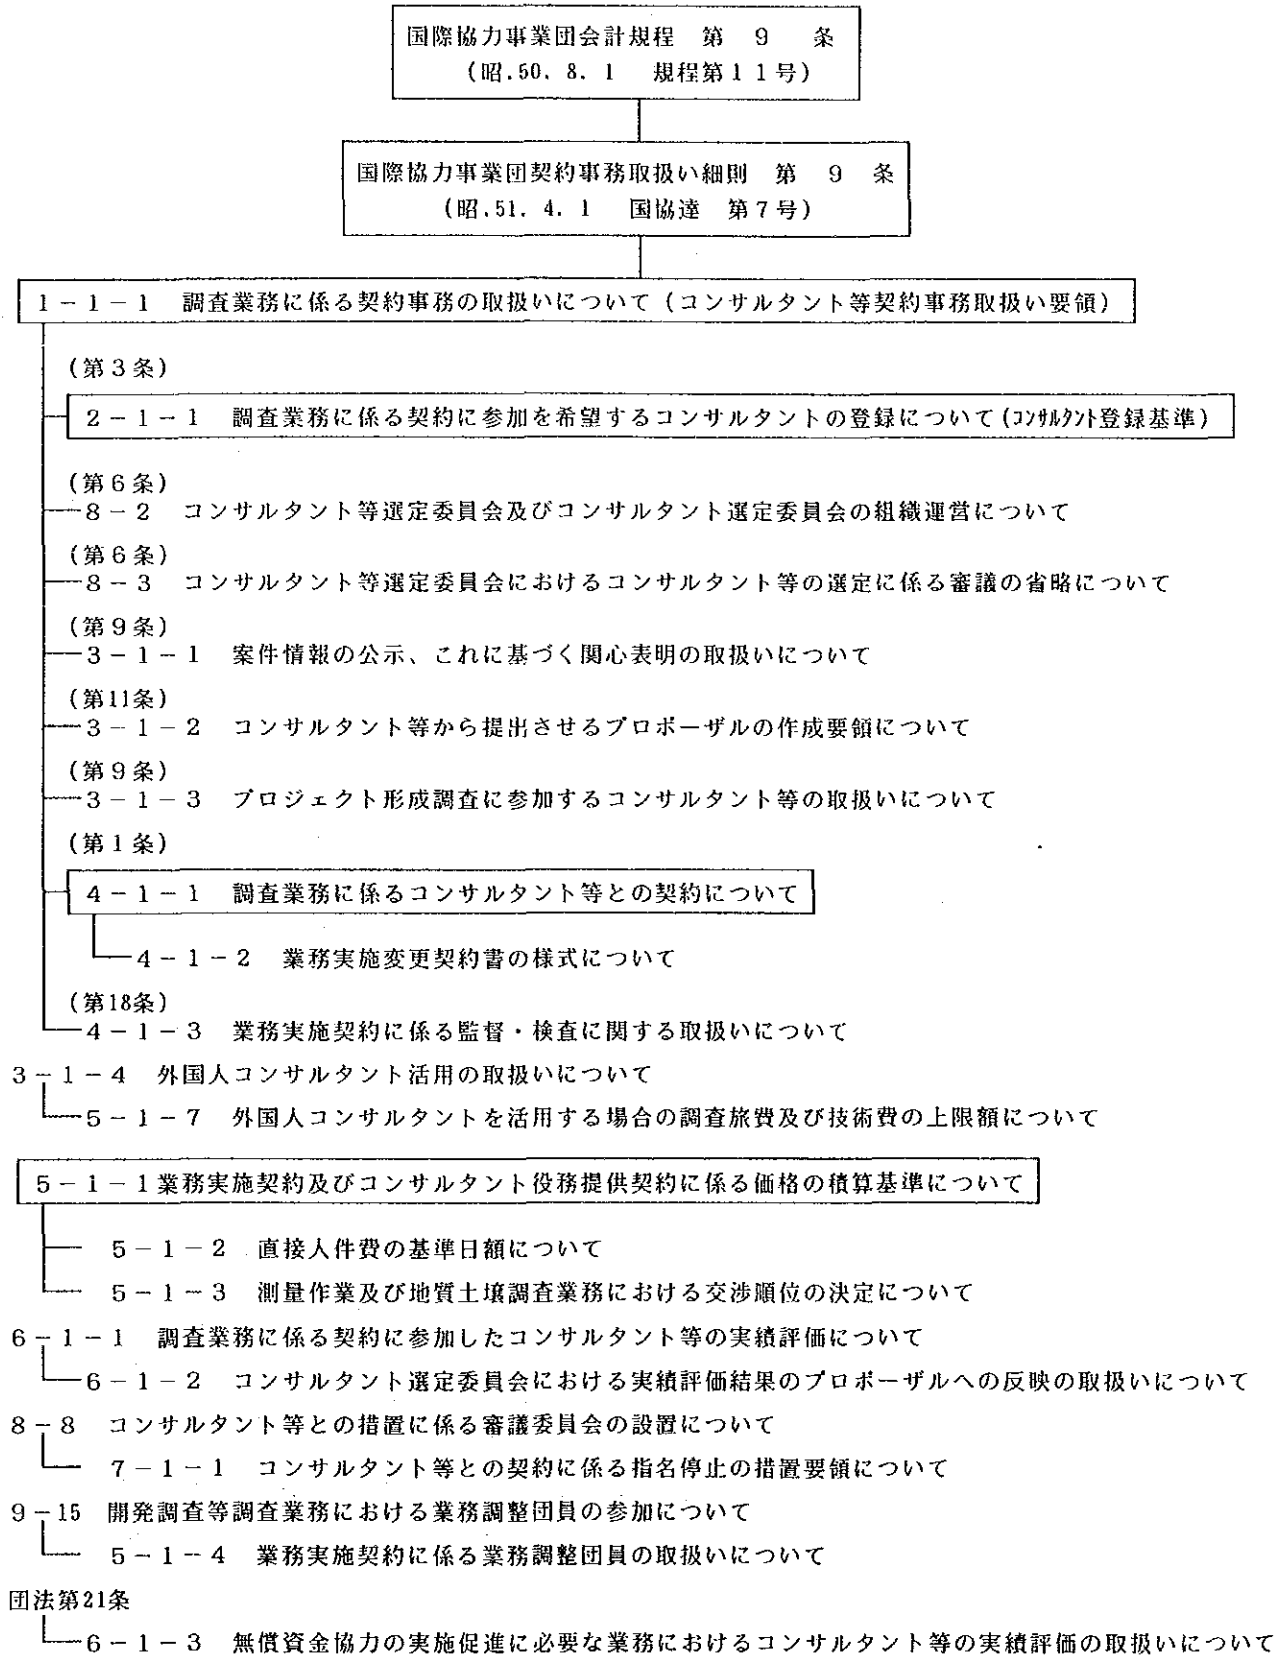 国際協力事業団会計規程 第 9 条
(昭.50.8.1 規程第11号)
国際協力事業団契約事務取扱い細則 第 9 条
(昭.51.4.1 国協達 第7号)
1-1-1 調査業務に係る契約事務の取扱いについて(コンサルタント等契約事務取扱い要領)
(第3条)
2-1-1 調査業務に係る契約に参加を希望するコンサルタントの登録について(コンサルタント登録基準)
(第6条)
8-2 コンサルタント等選定委員会及びコンサルタント選定委員会の組織運営について
(第6条)
8-3 コンサルタント等選定委員会におけるコンサルタント等の選定に係る審議の省略について
(第9条)
3-1-1 案件情報の公示、これに基づく関心表明の取扱いについて
(第11条)
3-1-2 コンサルタント等から提出させるプロポーザルの作成要領について
(第9条)
3-1-3 プロジェクト形成調査に参加するコンサルタント等の取扱いについて
(第1条)
4-1-1 調査業務に係るコンサルタント等との契約について
4-1-2 業務実施変更契約書の様式について
(第18条)
4-1-3 業務実施契約に係る監督・検査に関する取扱いについて
3-1-4 外国人コンサルタント活用の取扱いについて
5-1-7 外国人コンサルタントを活用する場合の調査旅費及び技術費の上限額について
5-1-1業務実施契約及びコンサルタント役務提供契約に係る価格の積算基準について
5-1-2 直接人件費の基準日額について
5-1-3 測量作業及び地質土壌調査業務における交渉順位の決定について
6-1-1 調査業務に係る契約に参加したコンサルタント等の実績評価について
6-1-2 コンサルタント選定委員会における実績評価結果のプロポーザルへの反映の取扱いについて
8-8 コンサルタント等との措置に係る審議委員会の設置について
7-1-1 コンサルタント等との契約に係る指名停止の措置要領について
9-15 開発調査等調査業務における業務調整団員の参加について
5-1-4 業務実施契約に係る業務調整団員の取扱いについて
団法第21条
6-1-3 無償資金協力の実施促進に必要な業務におけるコンサルタント等の実績評価の取扱いについて